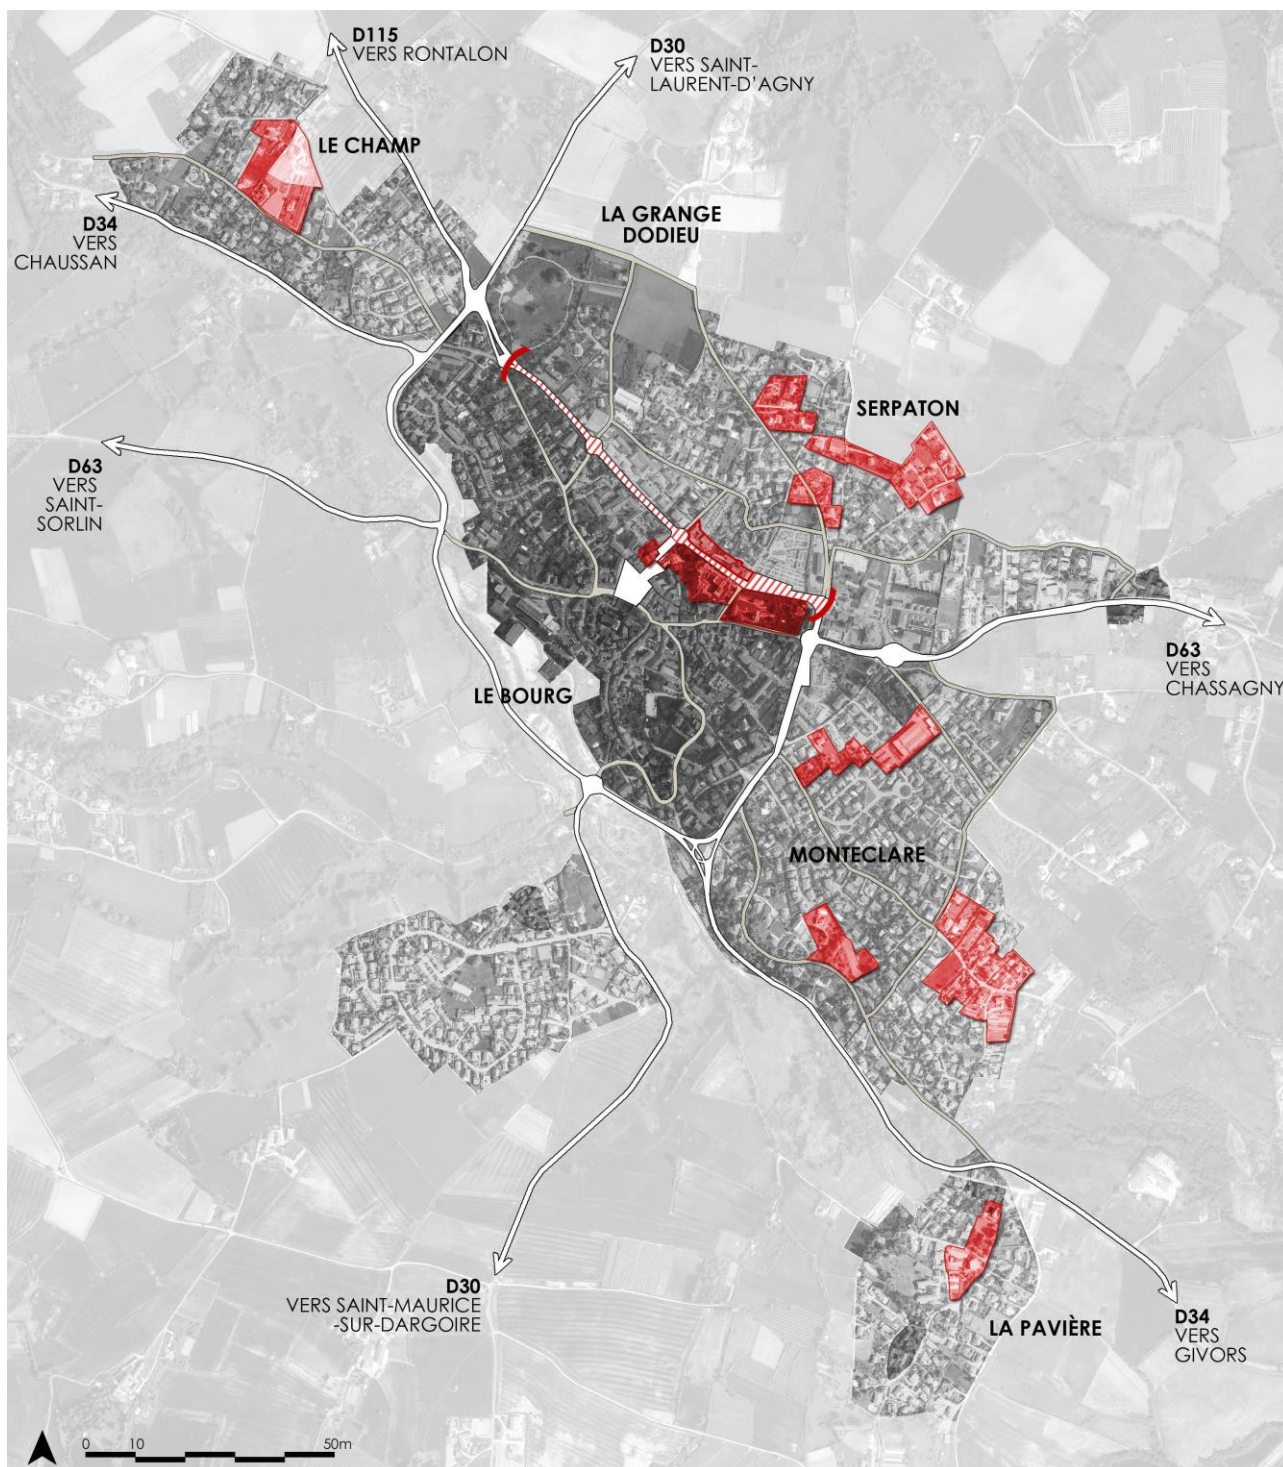 D115
VERS RONTALON
D30
VERS SAINT-
LAURENT-D'AGNY
LE CHAMP
LA GRANGE
DODIEU
D34
VERS
CHAUSSAN
SERPATON
D63
VERS
SAINT-
SORLIN
D63
VERS
CHASSAGNY
LE BOURG
MONTECLARE
D30
VERS SAINT-MAURICE
-SUR-DARGOIRE
LA PAVIÈRE
D34
VERS
GIVORS
0 10 50m